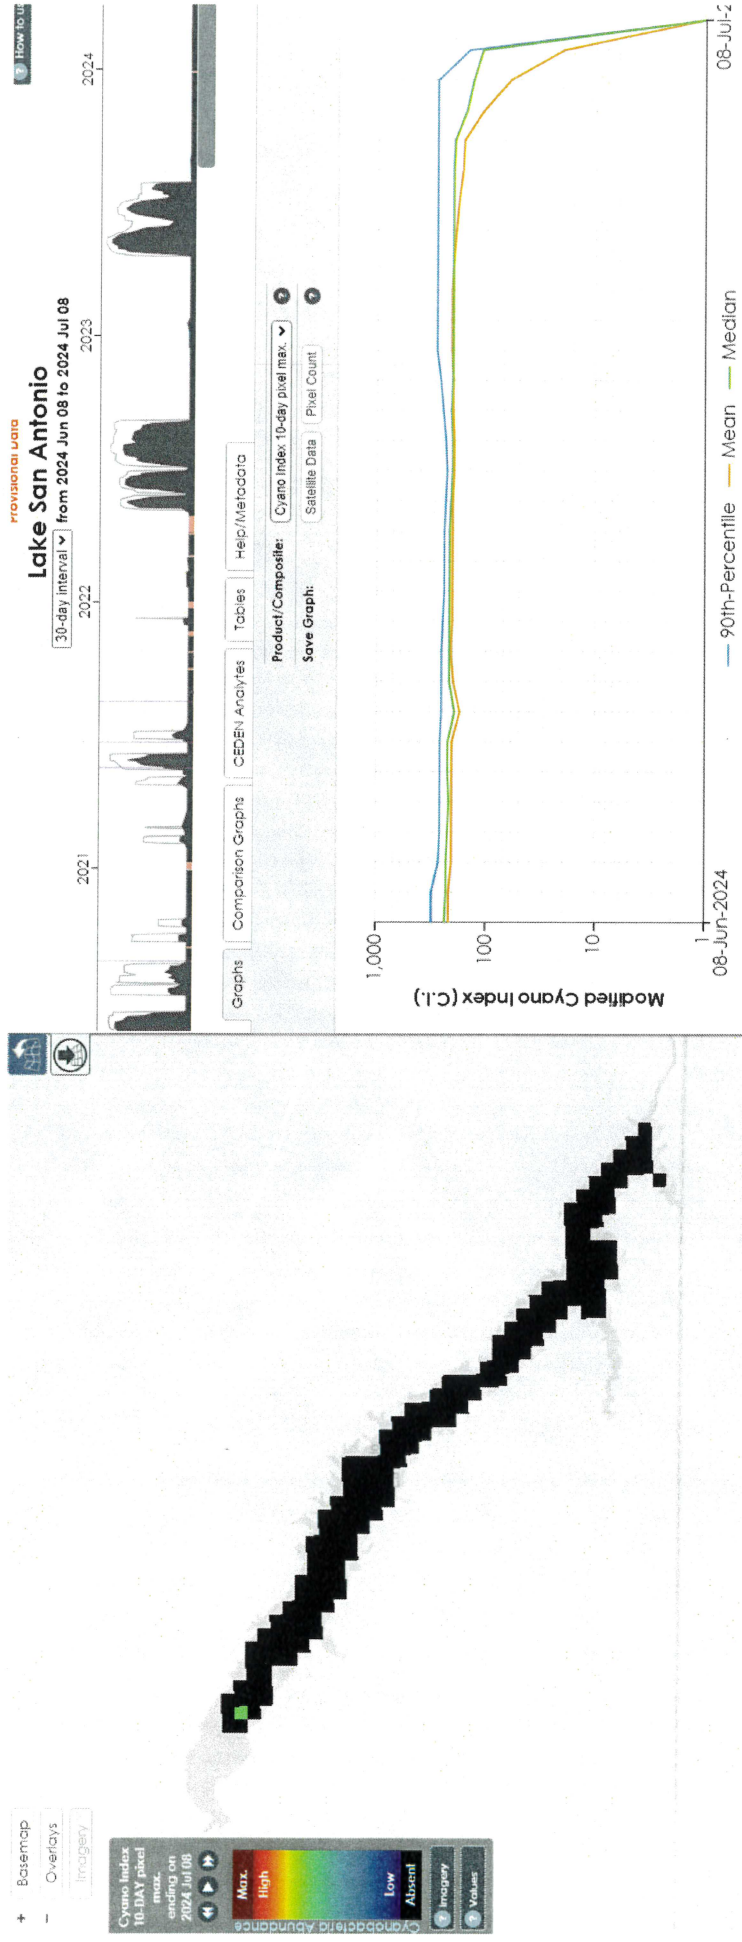 + Basemap
− Overlays
Imagery
Cyano Index
10-DAY pixel
max.
ending on
2024 Jul 08
Cyanobacteria Abundance
Max.
High
Low
Absent
? Imagery
? Values
? How to us
Provisional Data
Lake San Antonio
30-day interval from 2024 Jun 08 to 2024 Jul 08
2021 2022 2023 2024
Graphs Comparison Graphs CEDEN Analytes Tables Help/Metadata
Product/Composite: Cyano Index 10-day pixel max. ?
Save Graph: Satellite Data Pixel Count ?
Modified Cyano Index (C.I.)
1,000
100
10
1
08-Jun-2024 08-Jul-2
90th-Percentile Mean Median